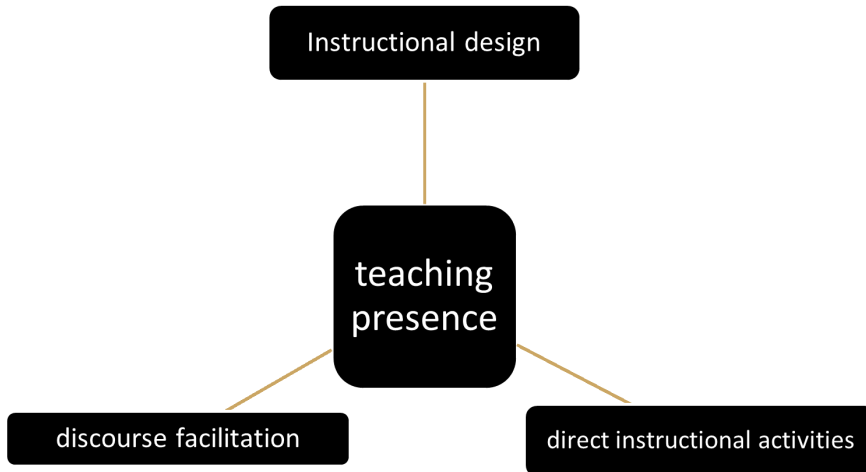 Instructional design
teaching
presence
discourse facilitation
direct instructional activities